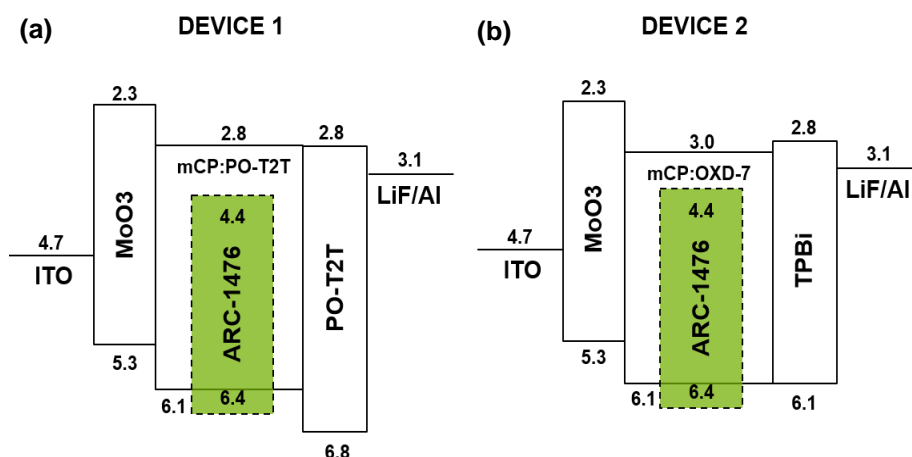 (a)
DEVICE 1
2.3
2.8
2.8
mCP:PO-T2T
3.1
LiF/Al
4.4
4.7
ITO
MoO3
ARC-1476
PO-T2T
5.3
6.1
6.4
6.8
(b)
DEVICE 2
2.3
3.0
2.8
mCP:OXD-7
3.1
LiF/Al
4.4
4.7
ITO
MoO3
ARC-1476
TPBi
5.3
6.1
6.4
6.1